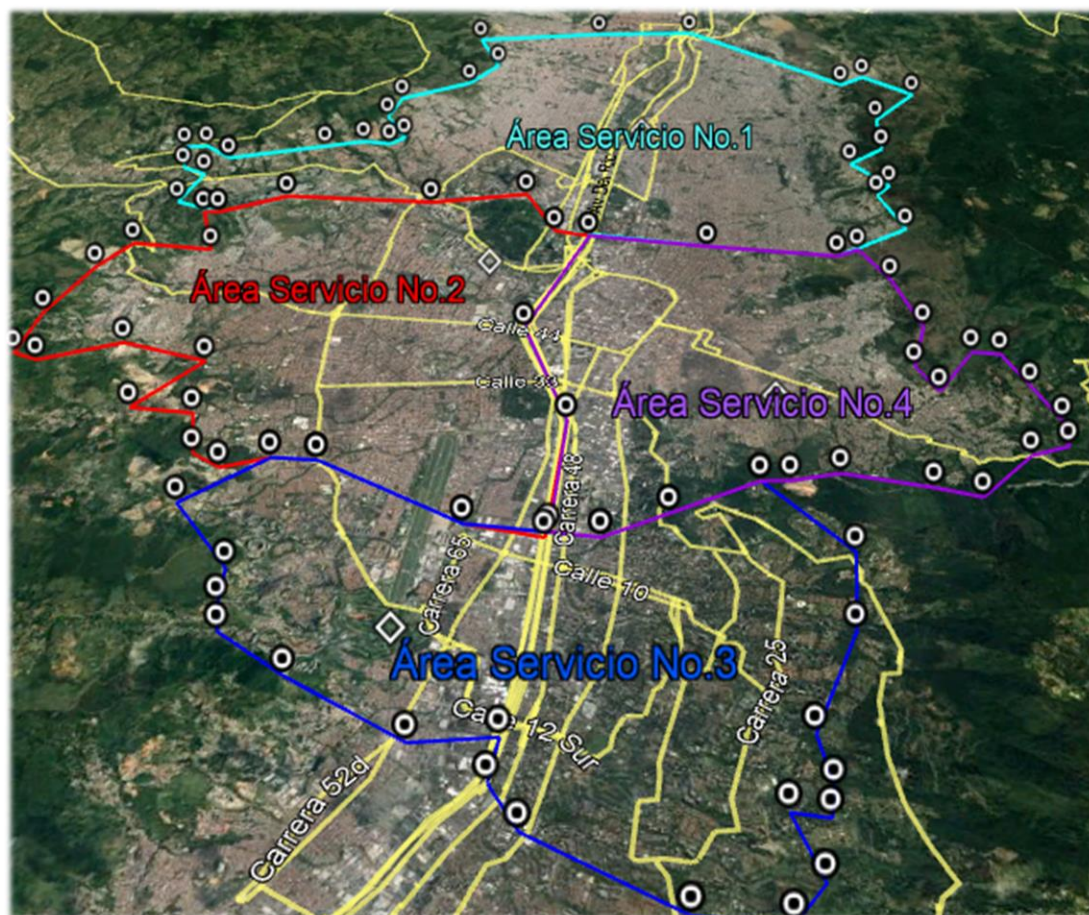 Área Servicio No.1
Área Servicio No.2
Calle 44
Calle 33
Área Servicio No.4
Carrera 48
Carrera 65
Calle 10
Área Servicio No.3
Carrera 25
Calle 12 Sur
Carrera 52d